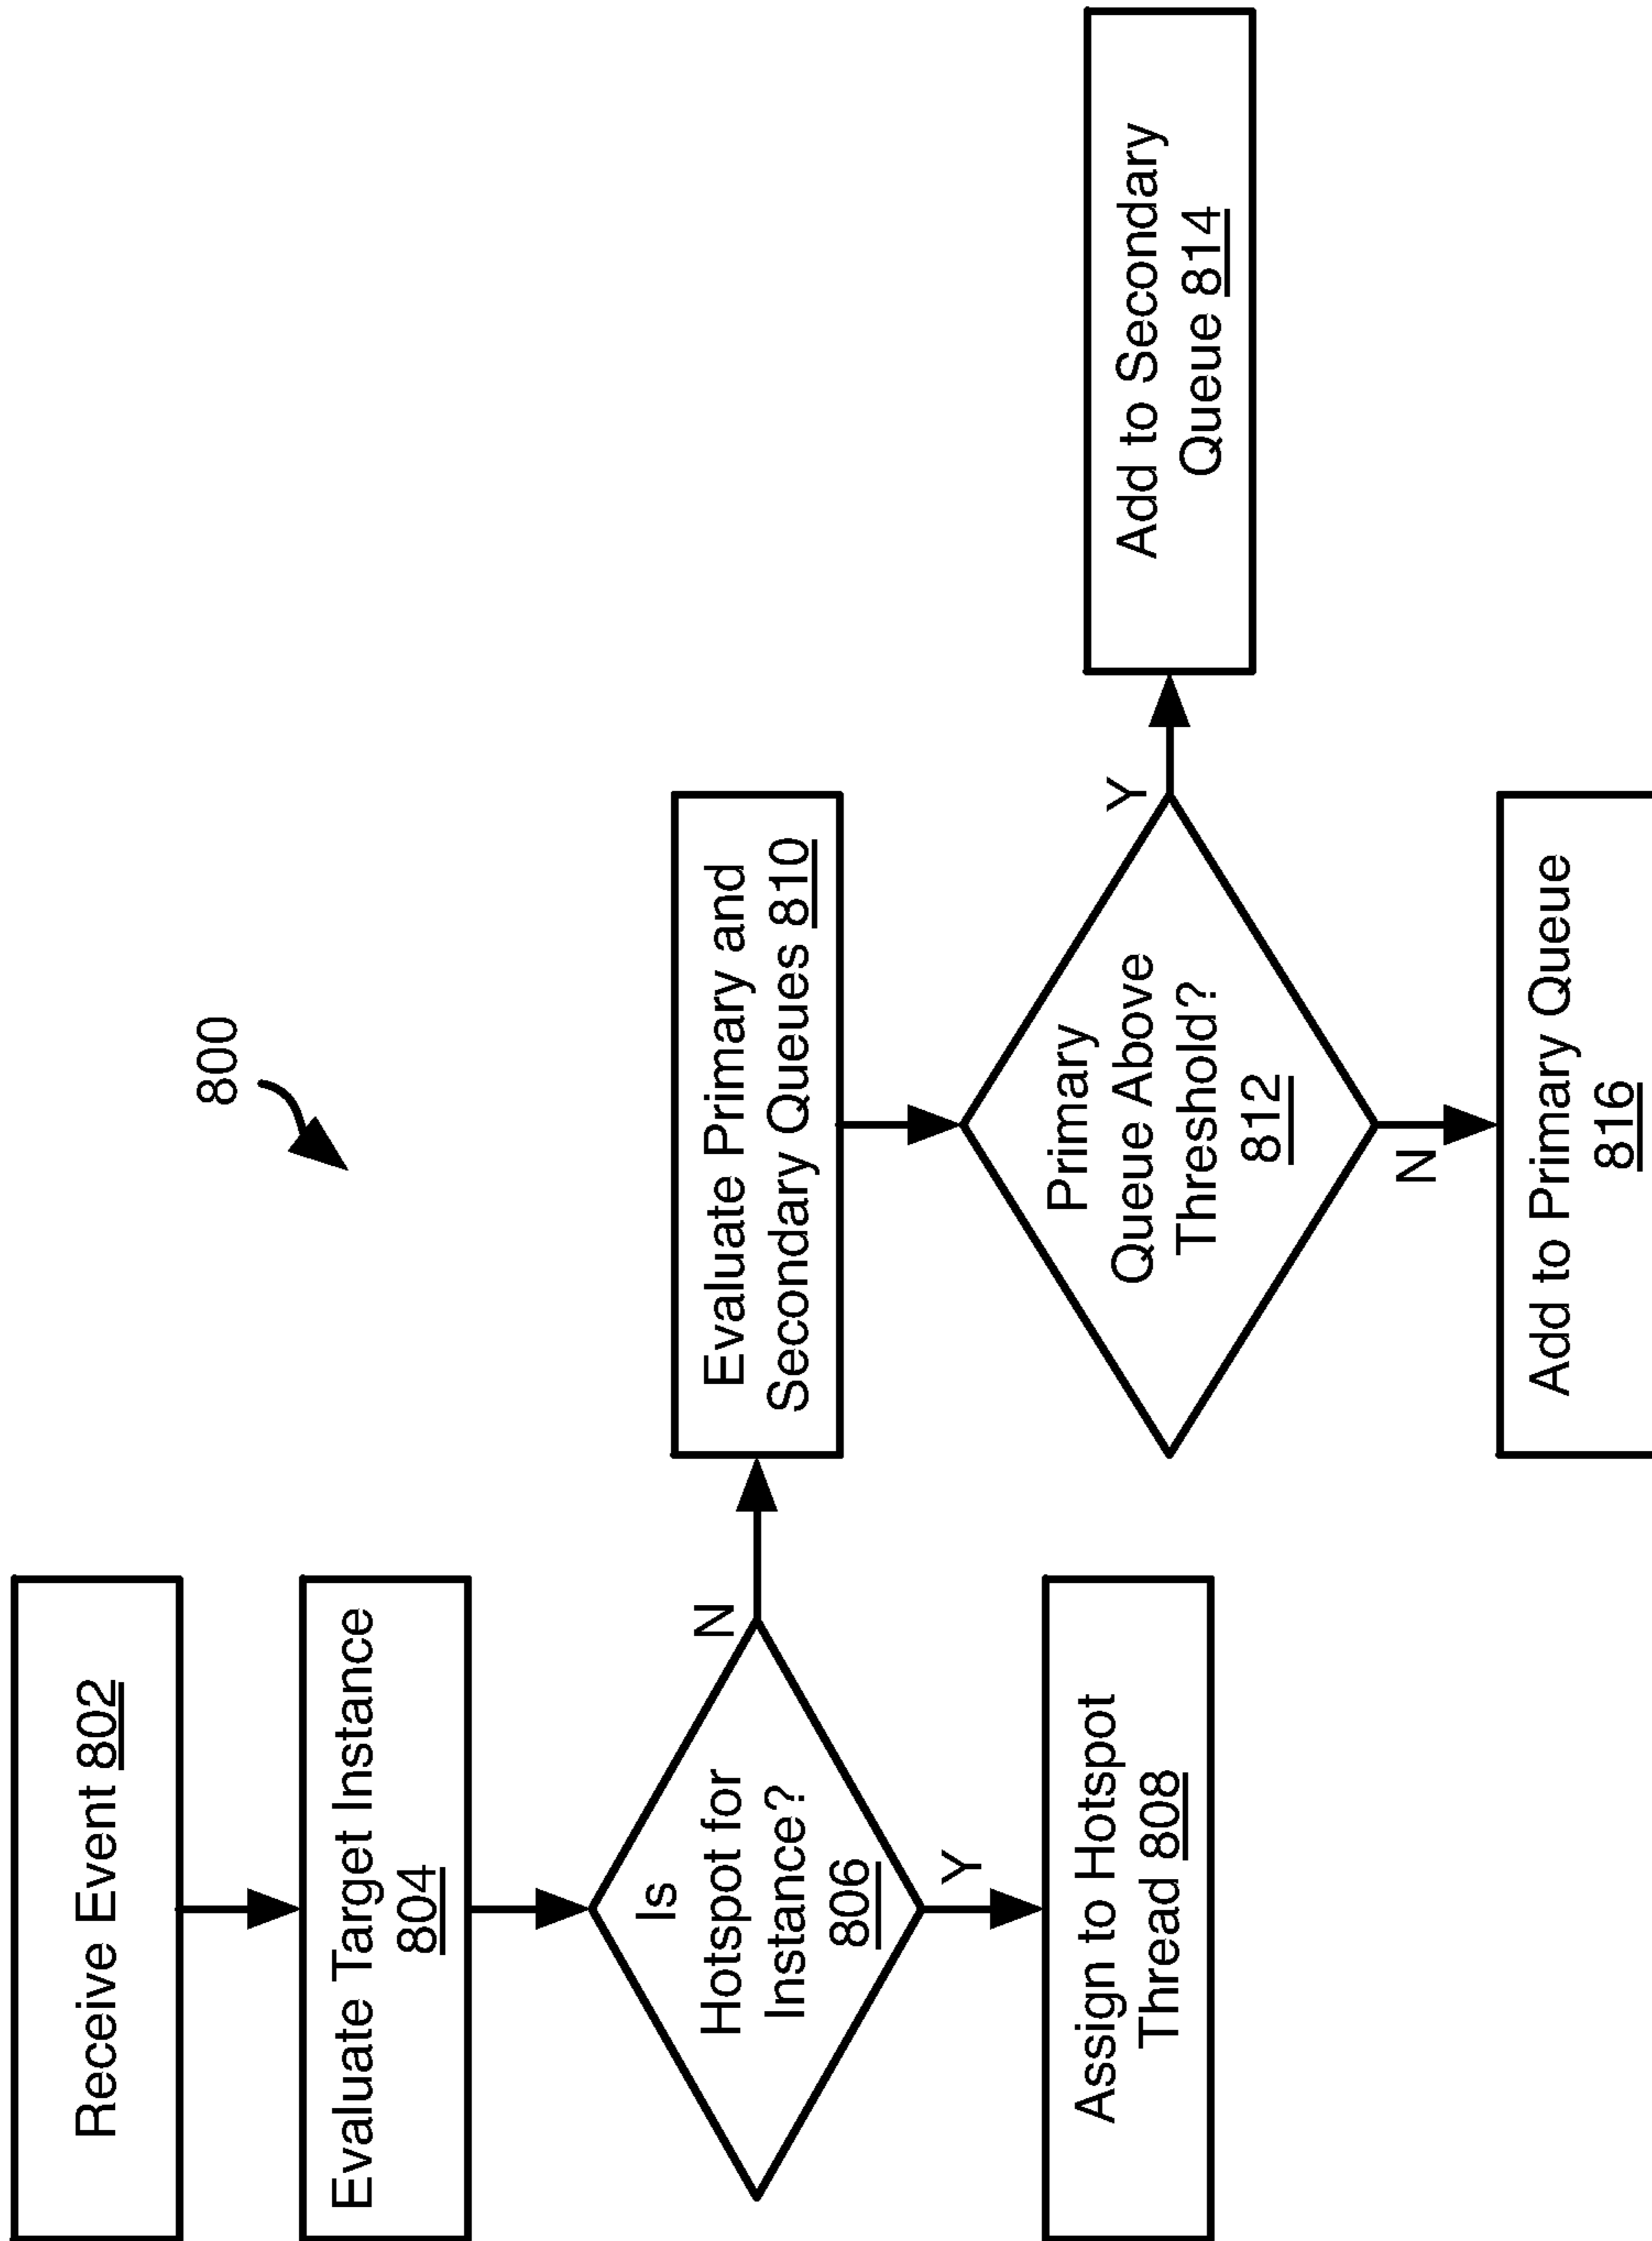 800
Receive Event 802
Evaluate Target Instance
804
Is
Hotspot for
Instance?
806
N
Y
Assign to Hotspot
Thread 808
Evaluate Primary and
Secondary Queues 810
Primary
Queue Above
Threshold?
812
Y
N
Add to Secondary
Queue 814
Add to Primary Queue
816